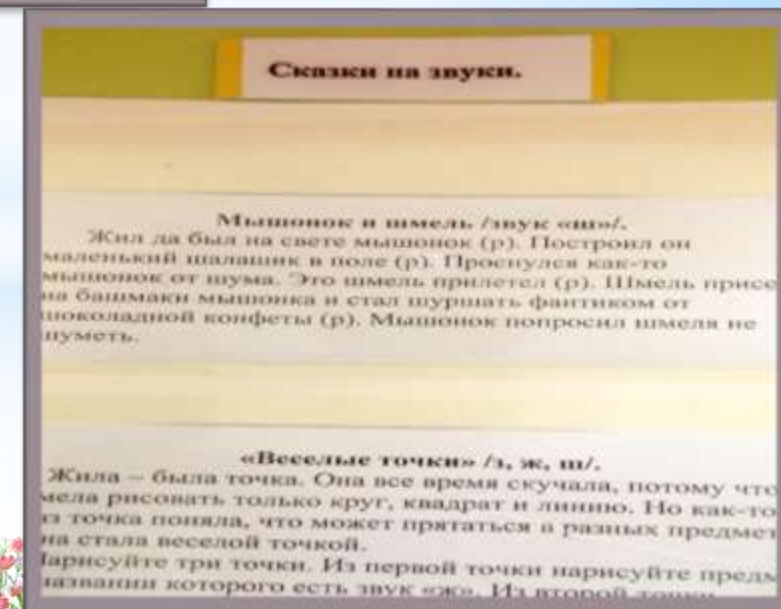 Сказки на звуки.
Мышонок и шмель /звук «ш»/.
Жил да был на свете мышонок (р). Построил он
маленький шалашик в поле (р). Проснулся как-то
мышонок от шума. Это шмель прилетел (р). Шмель присе
на башмаки мышонка и стал шуршать фантиком от
шоколадной конфеты (р). Мышонок попросил шмеля не
шуметь.
«Веселые точки» /з, ж, ш/.
Жила – была точка. Она все время скучала, потому что
мела рисовать только круг, квадрат и линию. Но как-то
из точка поняла, что может прятаться в разных предмет
на стала веселой точкой.
Нарисуйте три точки. Из первой точки нарисуйте предм
названии которого есть звук «ж». Из второй точки